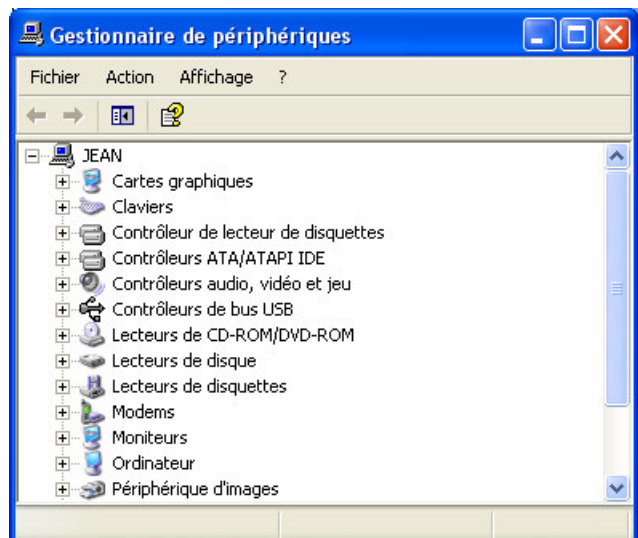 Gestionnaire de périphériques
Fichier Action Affichage ?
JEAN
Cartes graphiques
Claviers
Contrôleur de lecteur de disquettes
Contrôleurs ATA/ATAPI IDE
Contrôleurs audio, vidéo et jeu
Contrôleurs de bus USB
Lecteurs de CD-ROM/DVD-ROM
Lecteurs de disque
Lecteurs de disquettes
Modems
Moniteurs
Ordinateur
Périphérique d'images